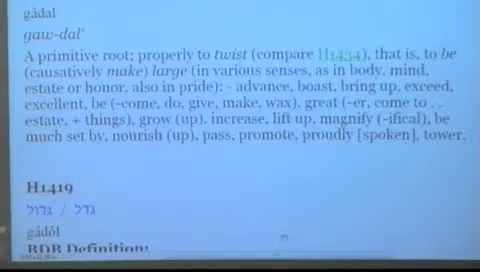 gâdal
gaw-dal'
A primitive root; properly to twist (compare H1434), that is, to be
(causatively make) large (in various senses, as in body, mind,
estate or honor, also in pride): - advance, boast, bring up, exceed,
excellent, be (-come, do, give, make, wax), great (-er, come to . .
estate, + things), grow (up), increase, lift up, magnify (-ifical), be
much set by, nourish (up), pass, promote, proudly [spoken], tower.
H1419
גדול / גדל
gâdôl
BDB Definition: